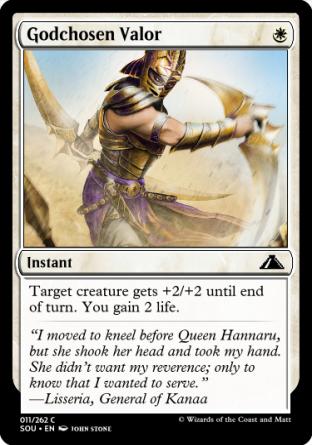 Godchosen Valor
Instant
Target creature gets +2/+2 until end
of turn. You gain 2 life.
“I moved to kneel before Queen Hannaru,
but she shook her head and took my hand.
She didn't want my reverence; only to
know that I wanted to serve.”
—Lisseria, General of Kanaa
011/262 C
SOU • EN JOHN STONE
© Wizards of the Coast and Matt